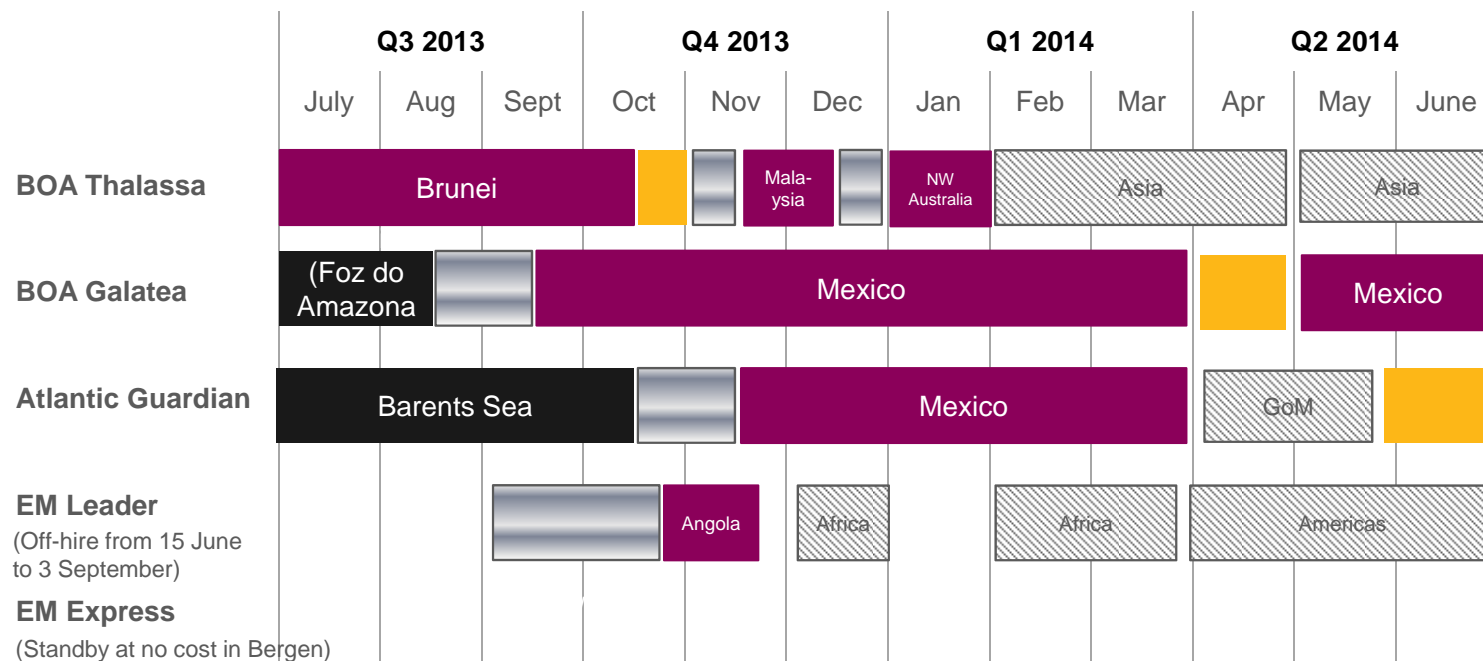 Q3 2013 Q4 2013 Q1 2014 Q2 2014
July Aug Sept Oct Nov Dec Jan Feb Mar Apr May June
BOA Thalassa
Brunei
Mala-
ysia
NW
Australia
Asia
Asia
BOA Galatea
(Foz do
Amazona
Mexico
Mexico
Atlantic Guardian
Barents Sea
Mexico
GoM
EM Leader
(Off-hire from 15 June
to 3 September)
Angola
Africa
Africa
Americas
EM Express
(Standby at no cost in Bergen)